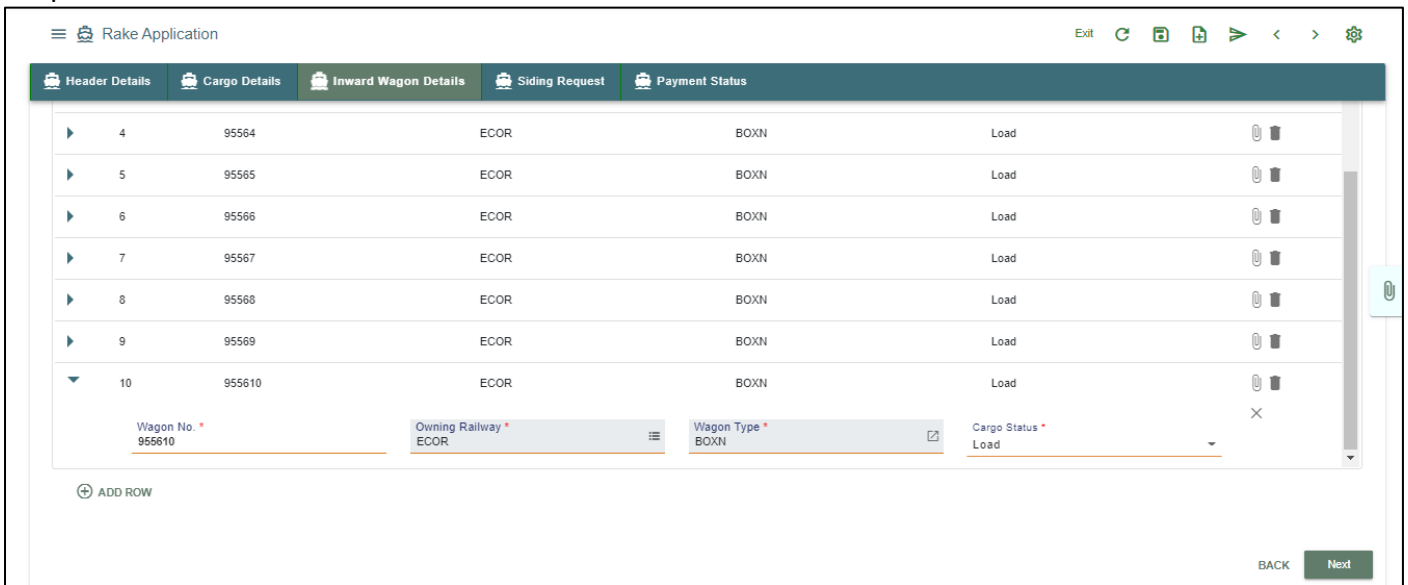 Rake Application Exit
Header Details Cargo Details Inward Wagon Details Siding Request Payment Status
4 95564 ECOR BOXN Load
5 95565 ECOR BOXN Load
6 95566 ECOR BOXN Load
7 95567 ECOR BOXN Load
8 95568 ECOR BOXN Load
9 95569 ECOR BOXN Load
10 955610 ECOR BOXN Load
Wagon No. * Owning Railway * Wagon Type * Cargo Status *
955610 ECOR BOXN Load
ADD ROW
BACK Next